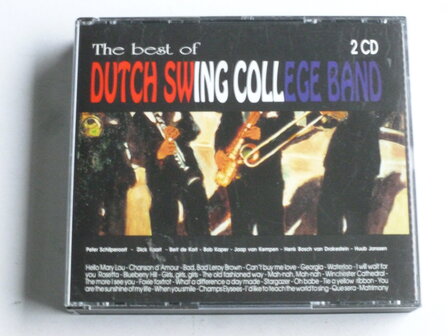 The best of
2 CD
DUTCH SWING COLLEGE BAND
Peter Schilperoort - Dick Kaart - Bert de Kort - Bob Kaper - Jaap van Kempen - Henk Bosch van Drakestein - Huub Janssen
Hello Mary Lou - Chanson d'Amour - Bad, Bad Leroy Brown - Can't buy me love - Georgia - Waterloo - I will wait for
you Rosetta - Blueberry Hill - Girls, girls, girls - The old fashioned way - Mah-Nah, Mah-nah - Winchester Cathedral -
The more I see you - Foxie foxtrot - What a difference a day made - Stargazer - Oh babe - Tie a yellow ribbon - You
are the sunshine of my life - When you smile - Champs Elysees - I'd like to teach the world to sing - Que sera - Matrimony